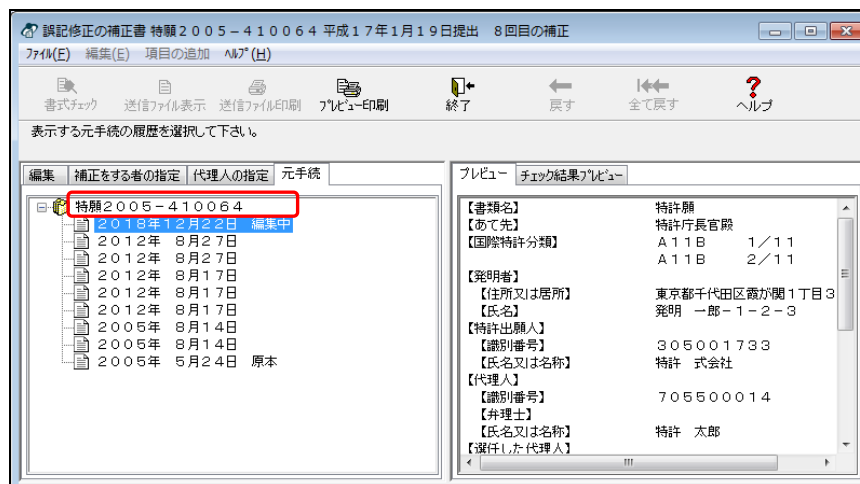 誤記修正の補正書 特願２００５－４１００６４ 平成１７年１月１９日提出　８回目の補正
ﾌｧｲﾙ(F)　編集(E)　項目の追加　ﾍﾙﾌﾟ(H)
書式ﾁｪｯｸ　送信ﾌｧｲﾙ表示　送信ﾌｧｲﾙ印刷　ﾌﾟﾚﾋﾞｭｰ印刷　終了　戻す　全て戻す　ヘルプ
表示する元手続の履歴を選択して下さい。
編集　補正をする者の指定　代理人の指定　元手続
特願２００５－４１００６４
２０１８年１２月２２日　編集中
２０１２年　８月２７日
２０１２年　８月２７日
２０１２年　８月１７日
２０１２年　８月１７日
２００５年　８月１４日
２００５年　８月１４日
２００５年　５月２４日　原本
プレビュー　チェック結果ﾌﾟﾚﾋﾞｭｰ
【書類名】　特許願
【あて先】　特許庁長官殿
【国際特許分類】　Ａ１１Ｂ　１／１１
Ａ１１Ｂ　２／１１
【発明者】
【住所又は居所】　東京都千代田区霞が関１丁目３
【氏名】　発明　一郎－１－２－３
【特許出願人】
【識別番号】　３０５００１７３３
【氏名又は名称】　特許　式会社
【代理人】
【識別番号】　７０５５０００１４
【弁理士】
【氏名又は名称】　特許　太郎
【選任した代理人】